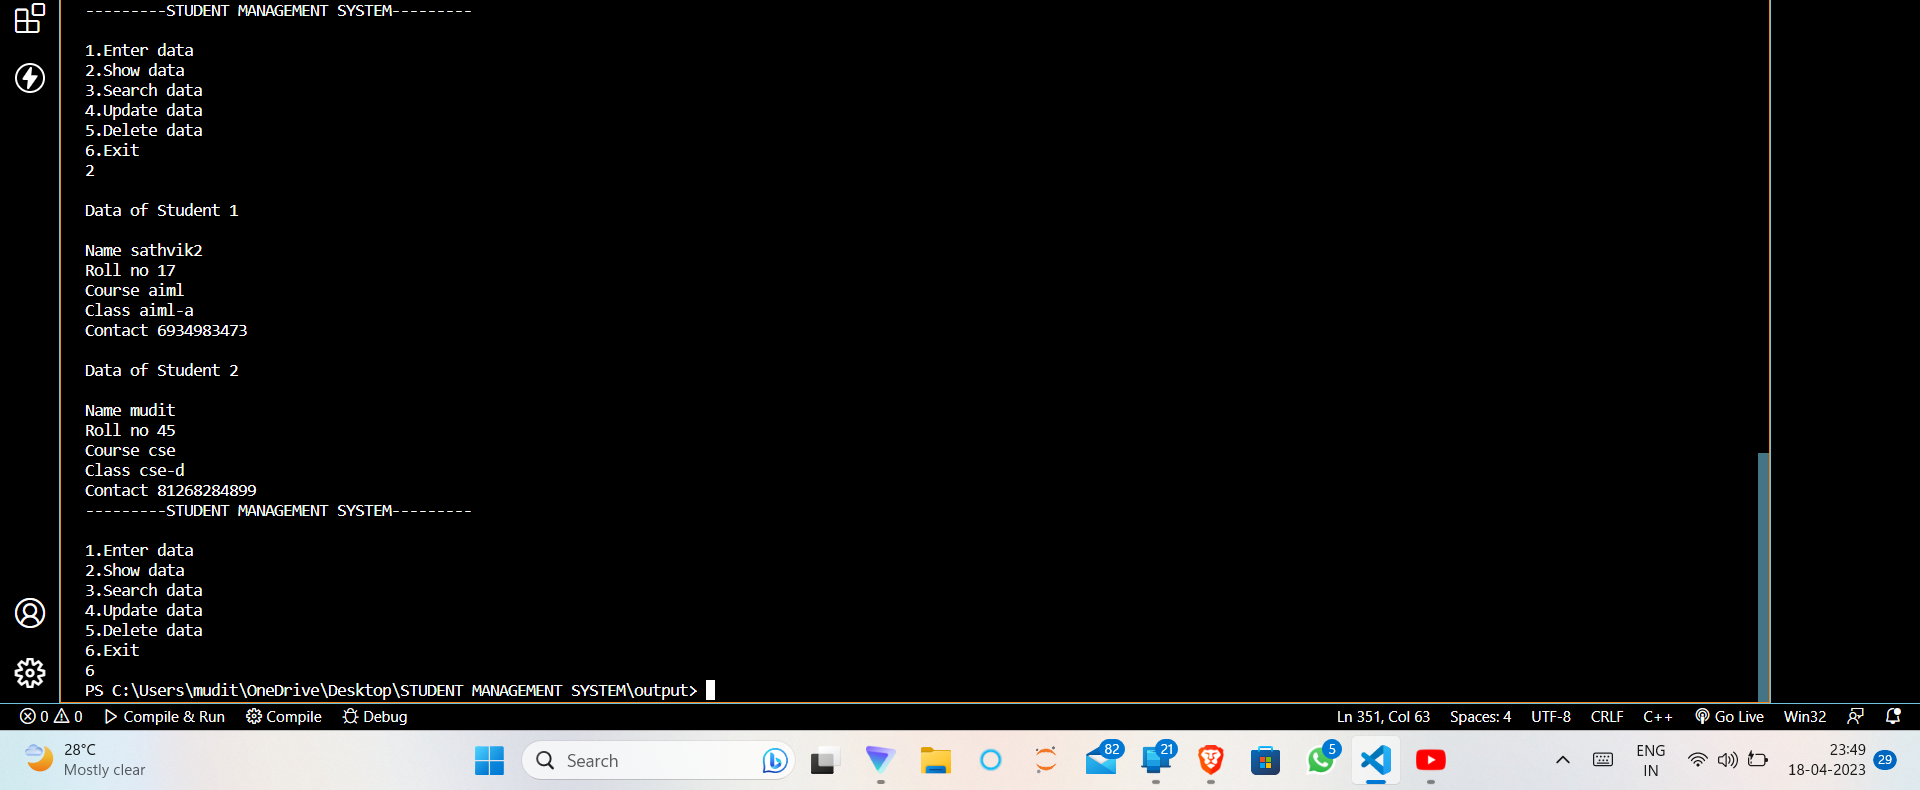 ---------STUDENT MANAGEMENT SYSTEM---------
1.Enter data
2.Show data
3.Search data
4.Update data
5.Delete data
6.Exit
2
Data of Student 1
Name sathvik2
Roll no 17
Course aiml
Class aiml-a
Contact 6934983473
Data of Student 2
Name mudit
Roll no 45
Course cse
Class cse-d
Contact 81268284899
---------STUDENT MANAGEMENT SYSTEM---------
1.Enter data
2.Show data
3.Search data
4.Update data
5.Delete data
6.Exit
6
PS C:\Users\mudit\OneDrive\Desktop\STUDENT MANAGEMENT SYSTEM\output>
0 0 Compile & Run Compile Debug Ln 351, Col 63 Spaces: 4 UTF-8 CRLF C++ Go Live Win32
28°C
Mostly clear
Search
82
21
5
ENG
IN
23:49
18-04-2023
29